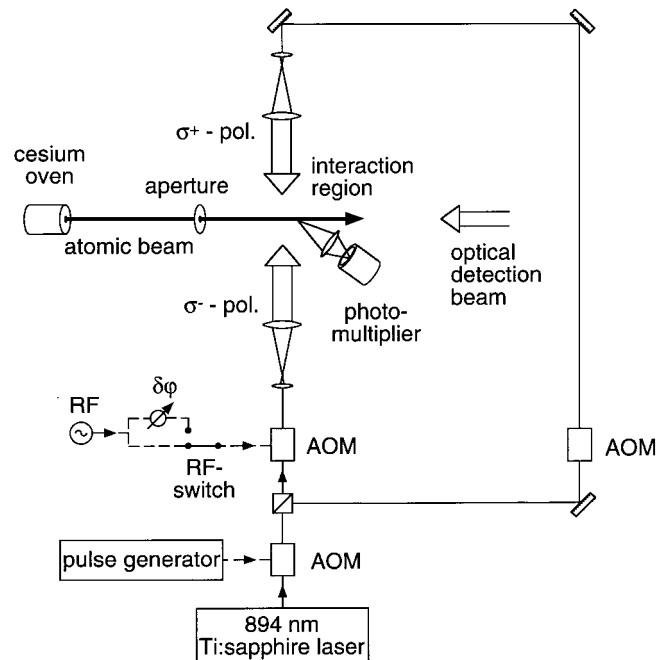 σ⁺ - pol.
cesium
oven
aperture
interaction
region
atomic beam
optical
detection
beam
σ⁻ - pol.
photo-
multiplier
δφ
RF
AOM
AOM
RF-
switch
pulse generator
AOM
894 nm
Ti:sapphire laser